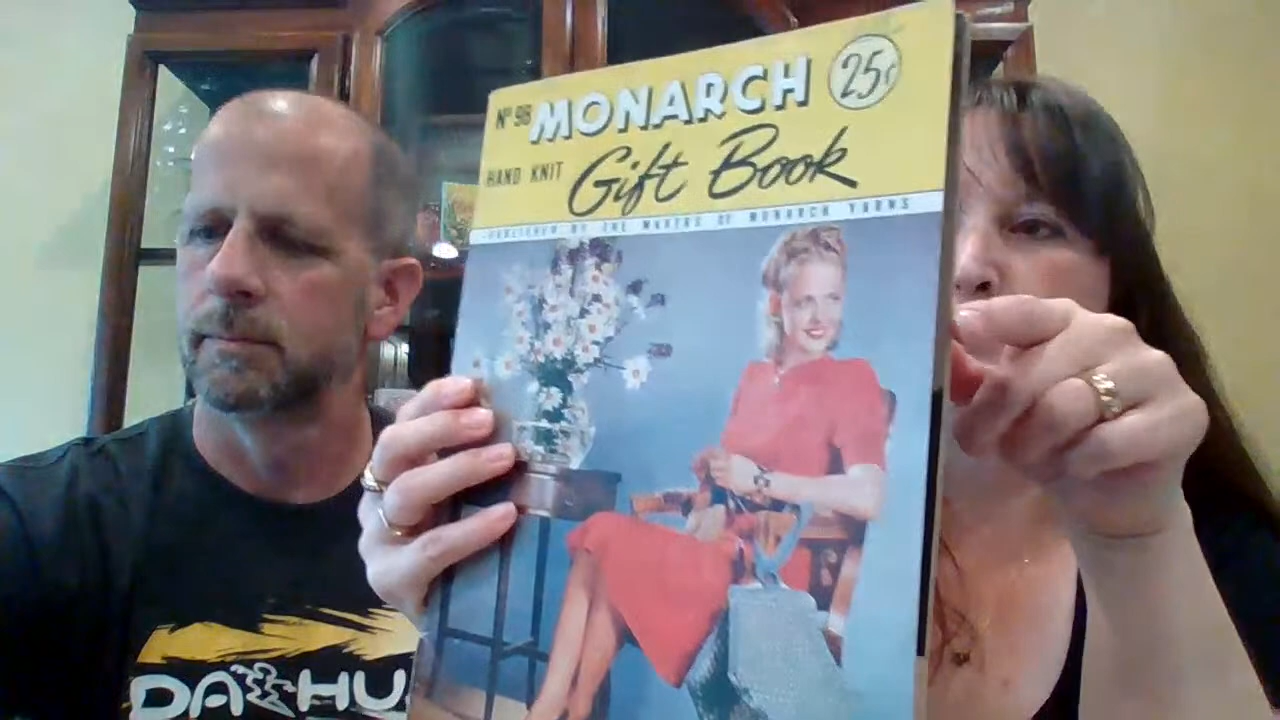 Nº 96 MONARCH 25¢
HAND KNIT Gift Book
PUBLISHED BY THE MAKERS OF MONARCH YARNS
DA HU